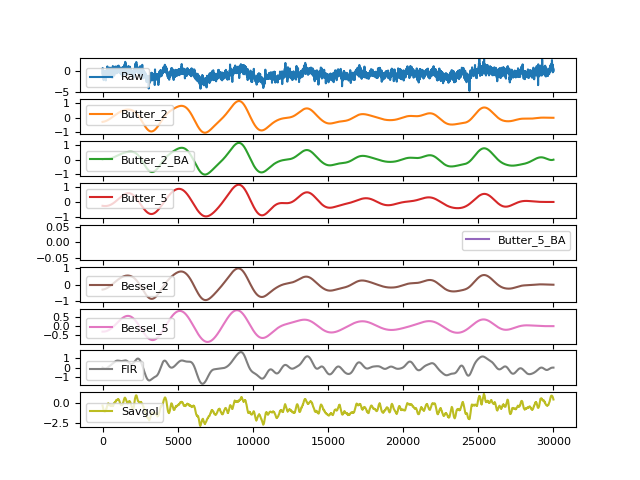 0
−5
Raw
1
0
−1
Butter_2
1
0
−1
Butter_2_BA
1
0
−1
Butter_5
0.05
0.00
−0.05
Butter_5_BA
1
0
−1
Bessel_2
0.5
0.0
−0.5
Bessel_5
1
0
−1
FIR
0.0
−2.5
Savgol
0 5000 10000 15000 20000 25000 30000